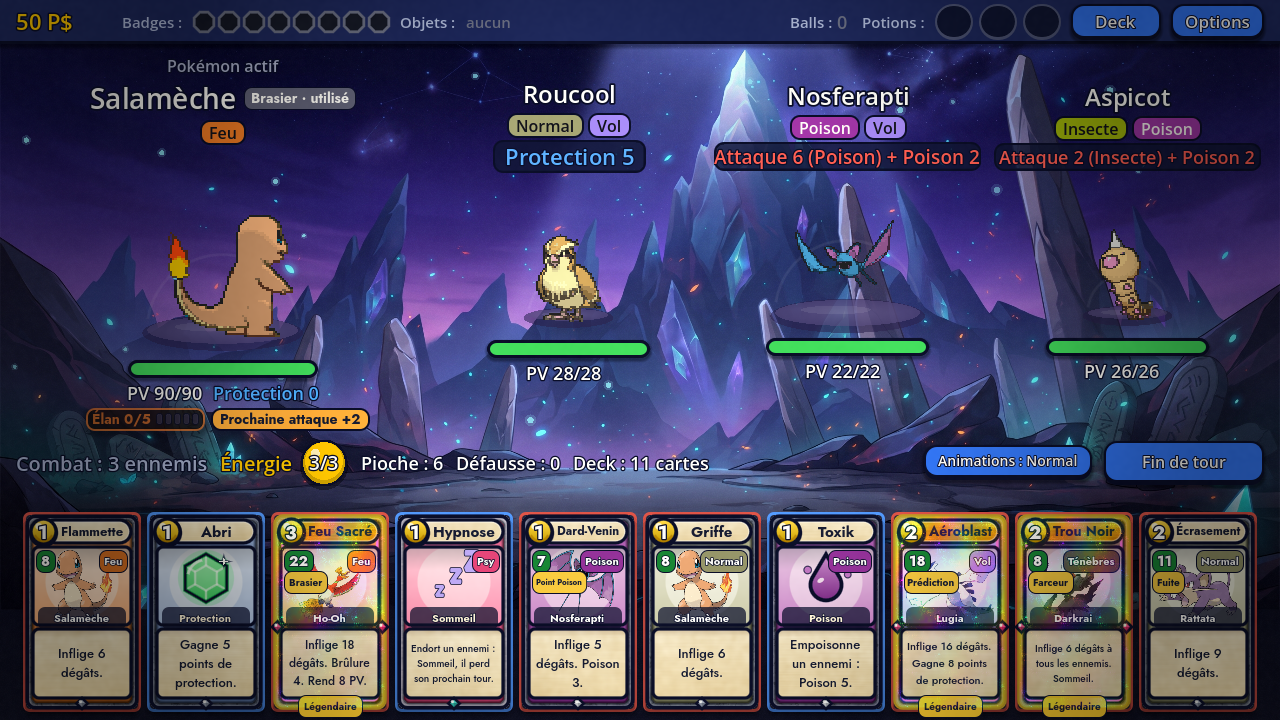 50 P$
Badges :
Objets : aucun
Balls : 0
Potions :
Deck
Options
Pokémon actif
Salamèche
Brasier · utilisé
Feu
Roucool
Normal
Vol
Protection 5
Nosferapti
Poison
Vol
Attaque 6 (Poison) + Poison 2
Aspicot
Insecte
Poison
Attaque 2 (Insecte) + Poison 2
PV 90/90
Protection 0
Élan 0/5
Prochaine attaque +2
PV 28/28
PV 22/22
PV 26/26
Combat : 3 ennemis
Énergie
3/3
Pioche : 6
Défausse : 0
Deck : 11 cartes
Animations : Normal
Fin de tour
1
Flammette
8
Feu
Salamèche
Inflige 6
dégâts.
1
Abri
Protection
Gagne 5
points de
protection.
3
Feu Sacré
22
Feu
Brasier
Ho-Oh
Inflige 18
dégâts. Brûlure
4. Rend 8 PV.
Légendaire
1
Hypnose
Psy
Sommeil
Endort un ennemi :
Sommeil, il perd
son prochain tour.
1
Dard-Venin
7
Poison
Point Poison
Nosferapti
Inflige 5
dégâts. Poison
3.
1
Griffe
8
Normal
Salamèche
Inflige 6
dégâts.
1
Toxik
Poison
Poison
Empoisonne
un ennemi :
Poison 5.
2
Aéroblast
18
Vol
Prédiction
Lugia
Inflige 16 dégâts.
Gagne 8 points
de protection.
Légendaire
2
Trou Noir
8
Ténèbres
Farceur
Darkrai
Inflige 6 dégâts à
tous les ennemis.
Sommeil.
Légendaire
2
Écrasement
11
Normal
Fuite
Rattata
Inflige 9
dégâts.